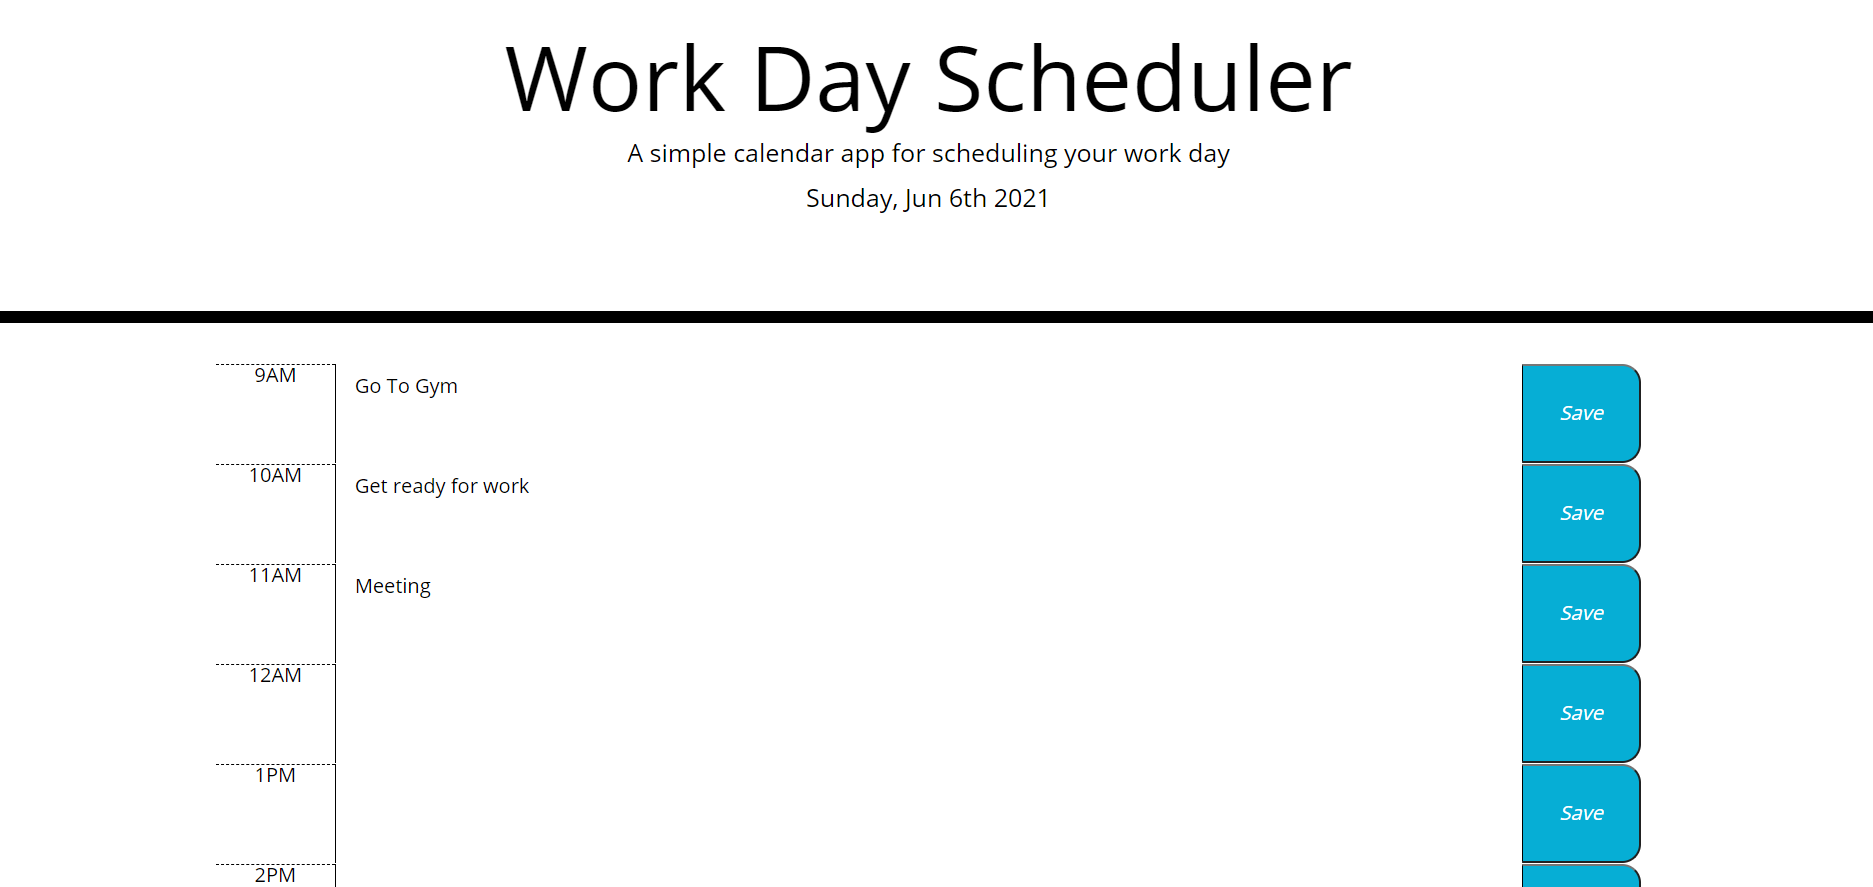 Work Day Scheduler
A simple calendar app for scheduling your work day
Sunday, Jun 6th 2021
9AM
Go To Gym
Save
10AM
Get ready for work
Save
11AM
Meeting
Save
12AM
Save
1PM
Save
2PM